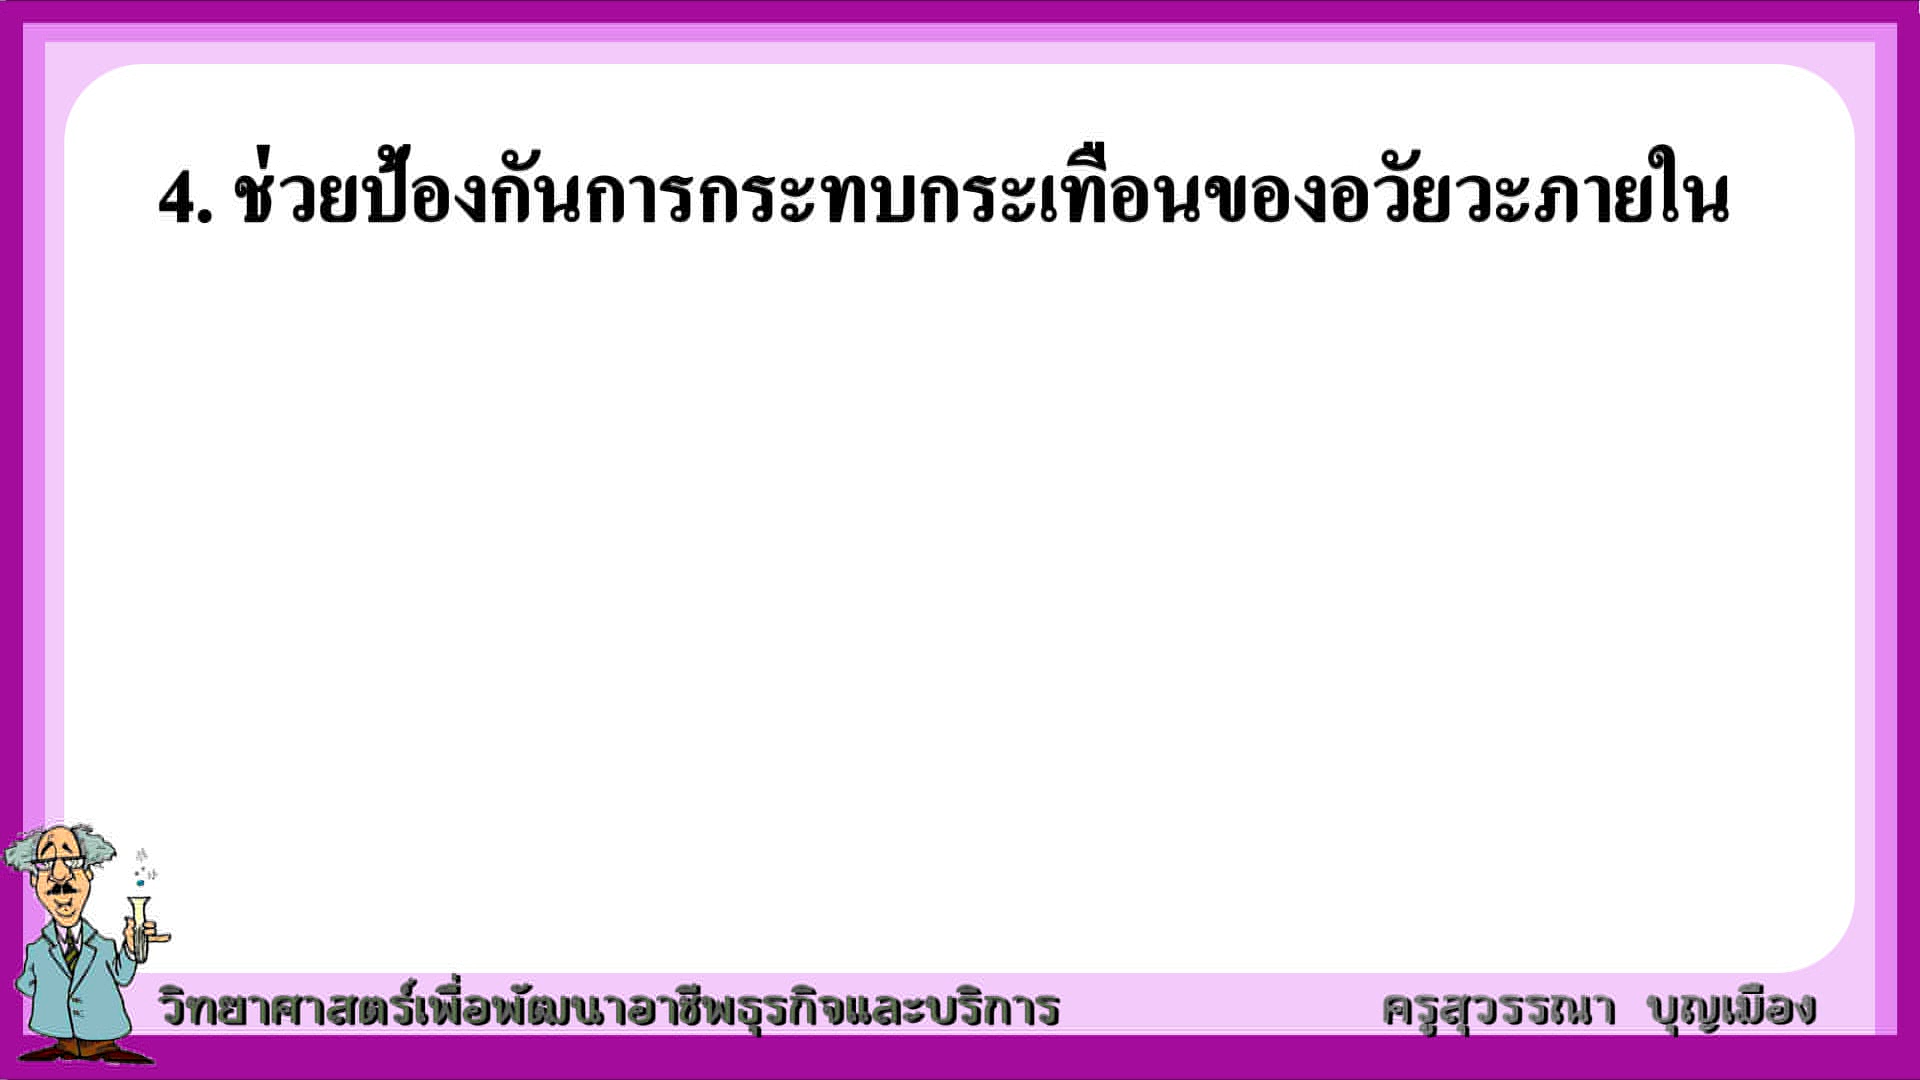 4. ช่วยป้องกันการกระทบกระเทือนของอวัยวะภายใน
วิทยาศาสตร์เพื่อพัฒนาอาชีพธุรกิจและบริการ
ครูสุวรรณา บุญเมือง